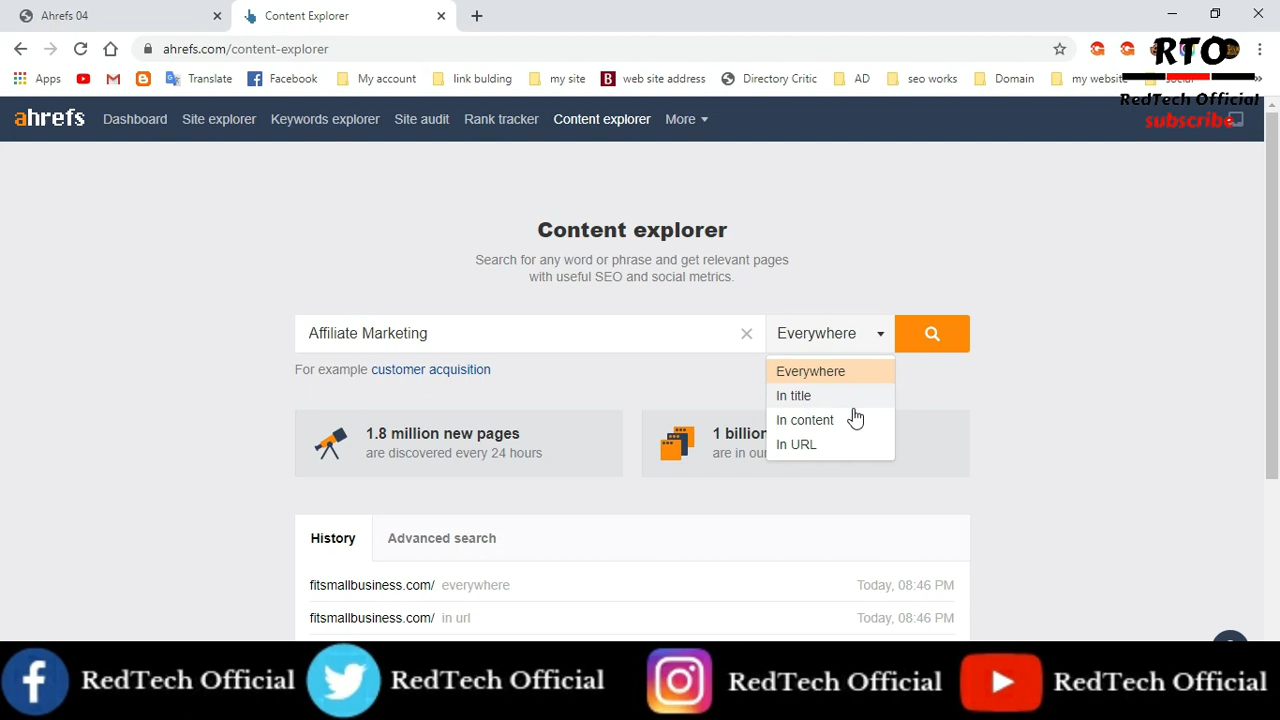 Ahrefs 04
Content Explorer
ahrefs.com/content-explorer
Apps
Translate
Facebook
My account
link bulding
my site
web site address
Directory Critic
AD
seo works
Domain
my website
social
RTO
RedTech Official
subscribe
ahrefs
Dashboard
Site explorer
Keywords explorer
Site audit
Rank tracker
Content explorer
More
Content explorer
Search for any word or phrase and get relevant pages
with useful SEO and social metrics.
Affiliate Marketing
Everywhere
For example customer acquisition
Everywhere
In title
In content
In URL
1.8 million new pages
are discovered every 24 hours
1 billion
are in ou
History
Advanced search
fitsmallbusiness.com/ everywhere
Today, 08:46 PM
fitsmallbusiness.com/ in url
Today, 08:46 PM
RedTech Official
RedTech Official
RedTech Official
RedTech Official